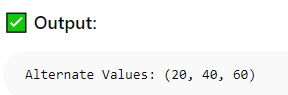 ✅ Output:
Alternate Values: (20, 40, 60)